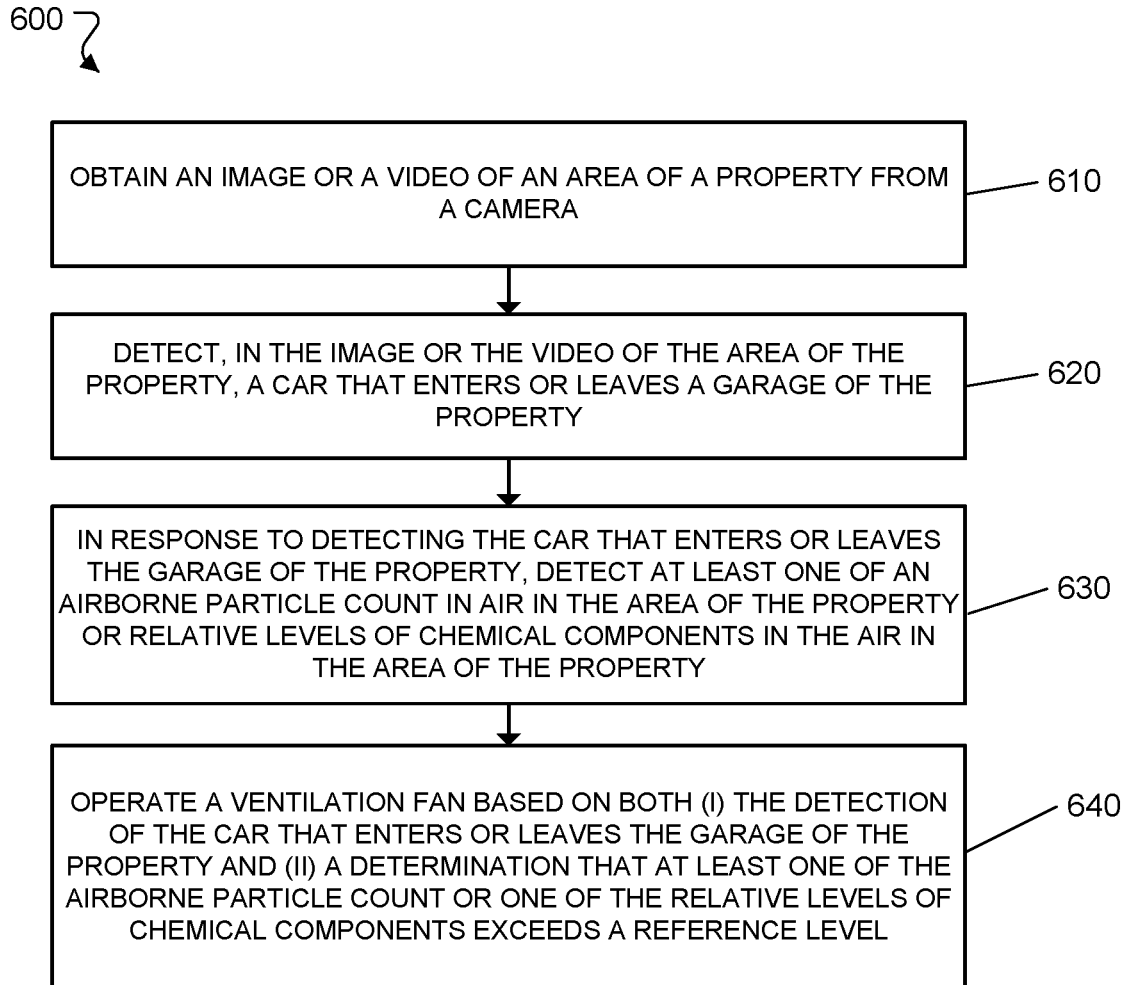 600
OBTAIN AN IMAGE OR A VIDEO OF AN AREA OF A PROPERTY FROM
A CAMERA
610
DETECT, IN THE IMAGE OR THE VIDEO OF THE AREA OF THE
PROPERTY, A CAR THAT ENTERS OR LEAVES A GARAGE OF THE
PROPERTY
620
IN RESPONSE TO DETECTING THE CAR THAT ENTERS OR LEAVES
THE GARAGE OF THE PROPERTY, DETECT AT LEAST ONE OF AN
AIRBORNE PARTICLE COUNT IN AIR IN THE AREA OF THE PROPERTY
OR RELATIVE LEVELS OF CHEMICAL COMPONENTS IN THE AIR IN
THE AREA OF THE PROPERTY
630
OPERATE A VENTILATION FAN BASED ON BOTH (I) THE DETECTION
OF THE CAR THAT ENTERS OR LEAVES THE GARAGE OF THE
PROPERTY AND (II) A DETERMINATION THAT AT LEAST ONE OF THE
AIRBORNE PARTICLE COUNT OR ONE OF THE RELATIVE LEVELS OF
CHEMICAL COMPONENTS EXCEEDS A REFERENCE LEVEL
640